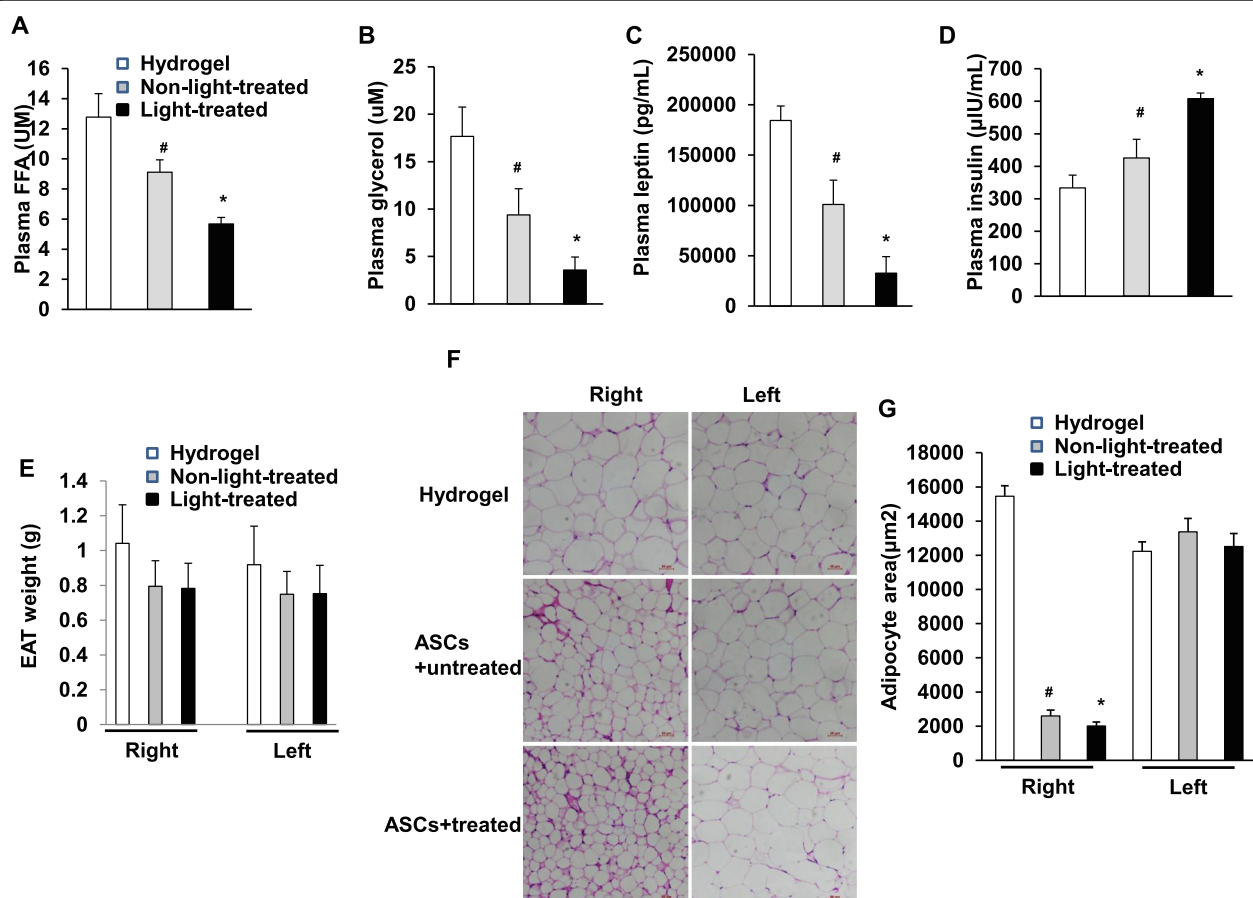 A
Hydrogel
Non-light-treated
Light-treated
Plasma FFA (UM)
16
14
12
10
8
6
4
2
0
#
*
B
Plasma glycerol (uM)
25
20
15
10
5
0
#
*
C
Plasma leptin (pg/mL)
250000
200000
150000
100000
50000
0
#
*
D
Plasma insulin (µIU/mL)
700
600
500
400
300
200
100
0
#
*
E
Hydrogel
Non-light-treated
Light-treated
EAT weight (g)
1.4
1.2
1
0.8
0.6
0.4
0.2
0
Right
Left
F
Right
Left
Hydrogel
ASCs
+untreated
ASCs+treated
G
Hydrogel
Non-light-treated
Light-treated
Adipocyte area(µm2)
18000
16000
14000
12000
10000
8000
6000
4000
2000
0
#
*
Right
Left